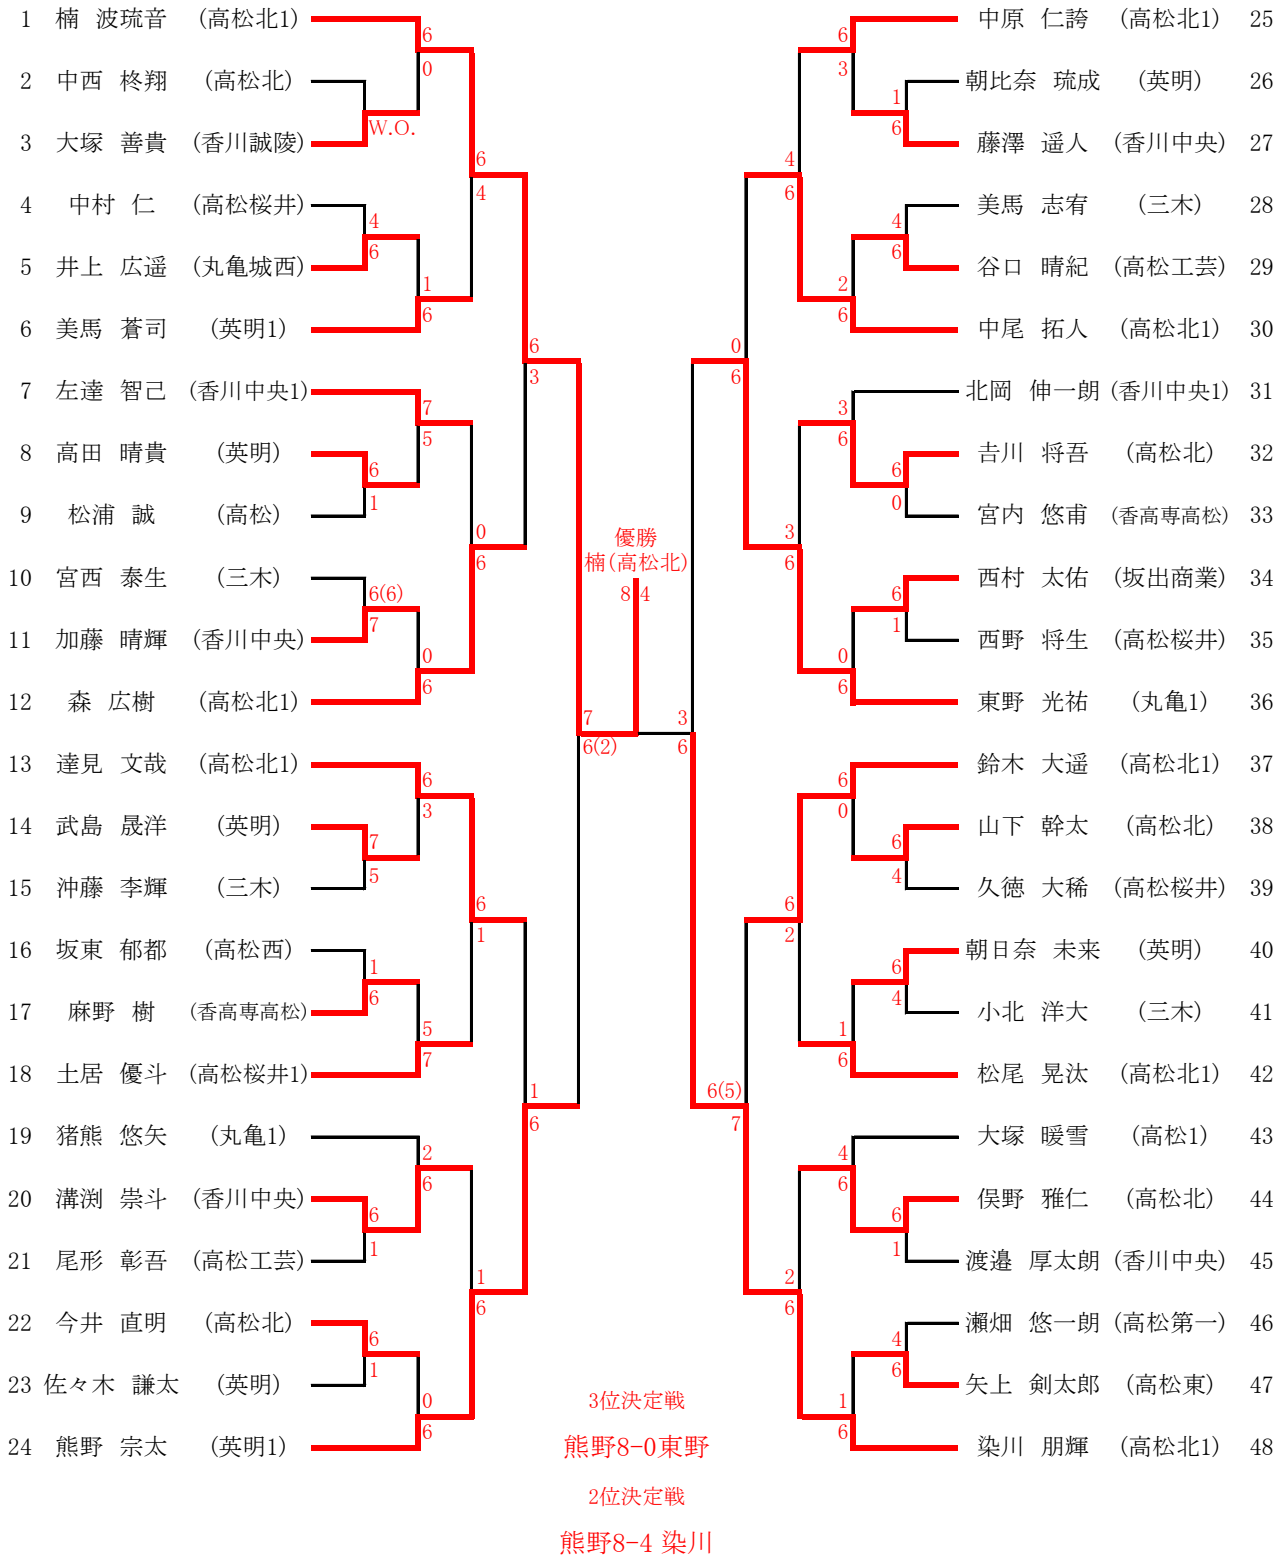 1 楠 波琉音 (高松北1)
2 中西 柊翔 (高松北)
3 大塚 善貴 (香川誠陵)
4 中村 仁 (高松桜井)
5 井上 広遥 (丸亀城西)
6 美馬 蒼司 (英明1)
7 左達 智己 (香川中央1)
8 高田 晴貴 (英明)
9 松浦 誠 (高松)
10 宮西 泰生 (三木)
11 加藤 晴輝 (香川中央)
12 森 広樹 (高松北1)
13 達見 文哉 (高松北1)
14 武島 晟洋 (英明)
15 沖藤 李輝 (三木)
16 坂東 郁都 (高松西)
17 麻野 樹 (香高専高松)
18 土居 優斗 (高松桜井1)
19 猪熊 悠矢 (丸亀1)
20 溝渕 崇斗 (香川中央)
21 尾形 彰吾 (高松工芸)
22 今井 直明 (高松北)
23 佐々木 謙太 (英明)
24 熊野 宗太 (英明1)
6
0
W.O.
4
6
1
6
6
4
7
5
6
1
6(6)
7
0
6
0
6
6
3
6
3
7
5
1
6
5
7
6
1
2
6
6
1
6
1
0
6
1
6
1
6
7
6(2)
優勝
楠(高松北)
8 4
3
6
6
3
1
6
4
6
2
6
4
6
3
6
6
0
6
1
0
6
3
6
0
6
6
0
6
4
6
4
1
6
6
2
4
6
6
1
4
6
1
6
2
6
6(5)
7
中原 仁誇 (高松北1) 25
朝比奈 琉成 (英明) 26
藤澤 遥人 (香川中央) 27
美馬 志宥 (三木) 28
谷口 晴紀 (高松工芸) 29
中尾 拓人 (高松北1) 30
北岡 伸一朗 (香川中央1) 31
吉川 将吾 (高松北) 32
宮内 悠甫 (香高専高松) 33
西村 太佑 (坂出商業) 34
西野 将生 (高松桜井) 35
東野 光祐 (丸亀1) 36
鈴木 大遥 (高松北1) 37
山下 幹太 (高松北) 38
久徳 大稀 (高松桜井) 39
朝日奈 未来 (英明) 40
小北 洋大 (三木) 41
松尾 晃汰 (高松北1) 42
大塚 暖雪 (高松1) 43
俣野 雅仁 (高松北) 44
渡邉 厚太朗 (香川中央) 45
瀬畑 悠一朗 (高松第一) 46
矢上 剣太郎 (高松東) 47
染川 朋輝 (高松北1) 48
3位決定戦
熊野8-0東野
2位決定戦
熊野8-4 染川